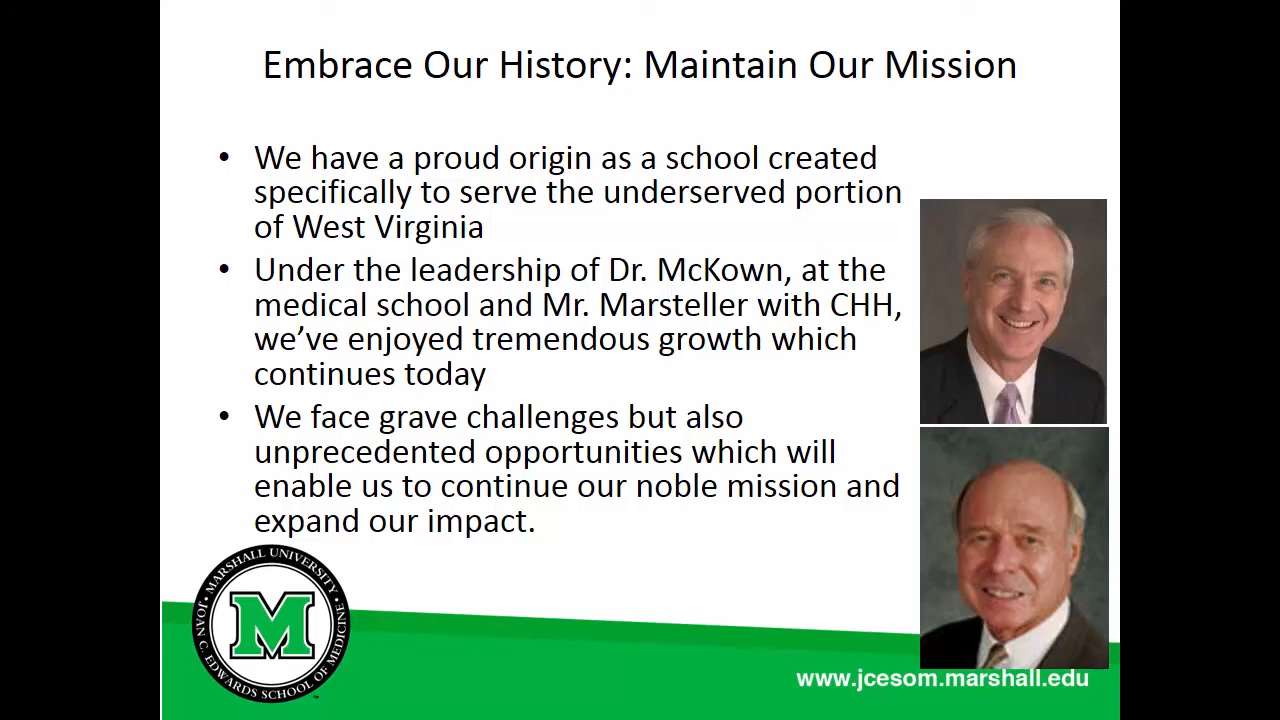 Embrace Our History: Maintain Our Mission
• We have a proud origin as a school created
specifically to serve the underserved portion
of West Virginia
• Under the leadership of Dr. McKown, at the
medical school and Mr. Marsteller with CHH,
we’ve enjoyed tremendous growth which
continues today
• We face grave challenges but also
unprecedented opportunities which will
enable us to continue our noble mission and
expand our impact.
MARSHALL UNIVERSITY
M
JOAN C. EDWARDS SCHOOL OF MEDICINE
www.jcesom.marshall.edu